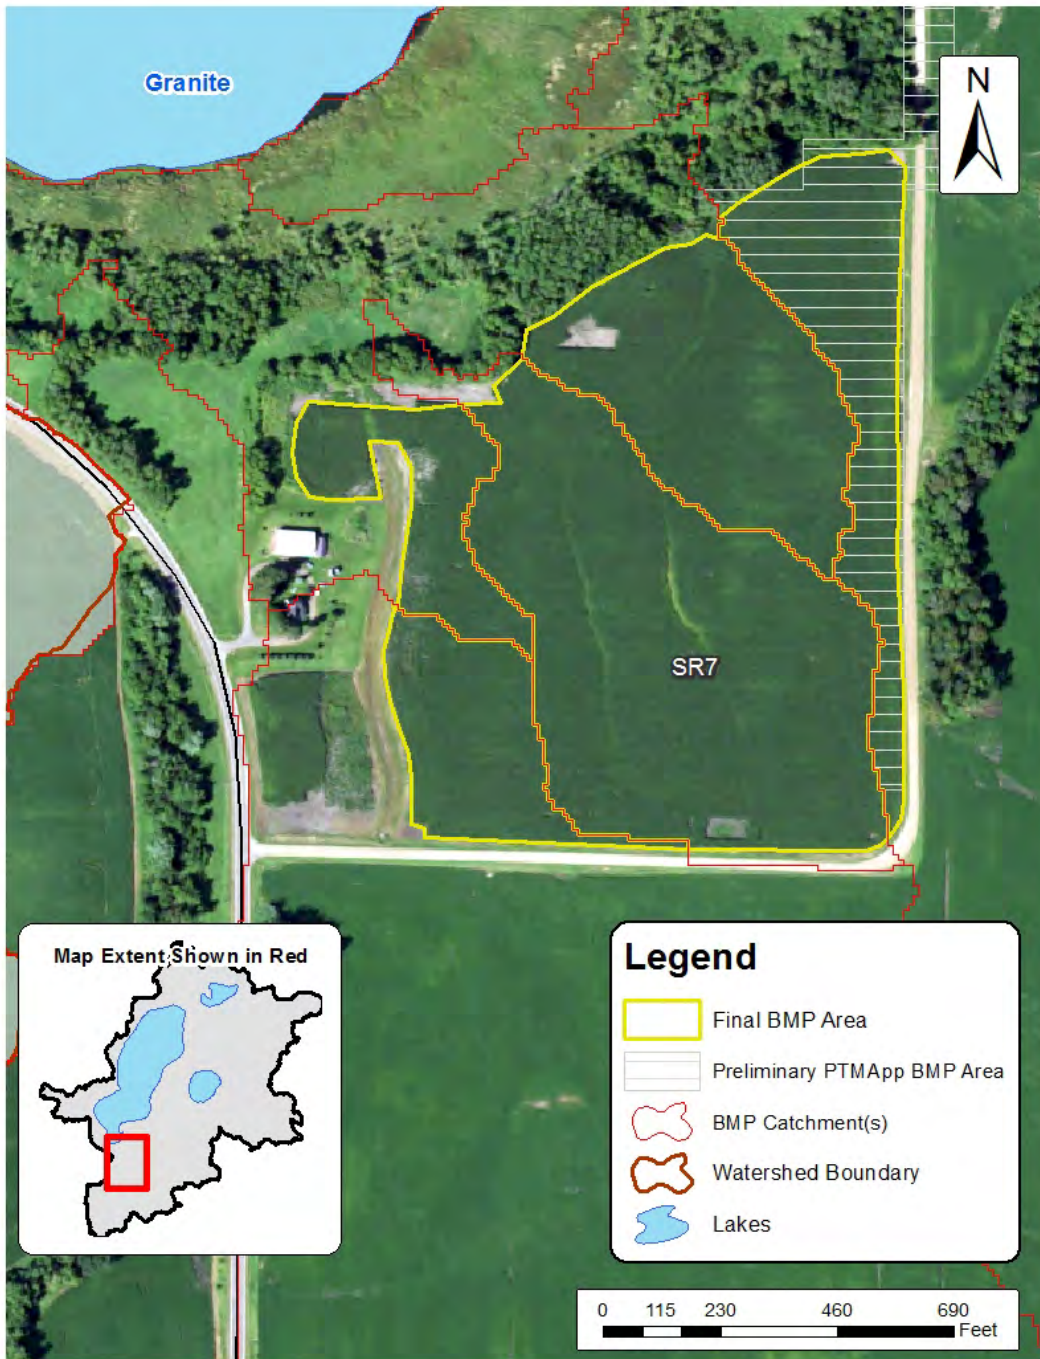 Granite
N
SR7
Map Extent Shown in Red
Legend
Final BMP Area
Preliminary PTMApp BMP Area
BMP Catchment(s)
Watershed Boundary
Lakes
0 115 230 460 690
Feet